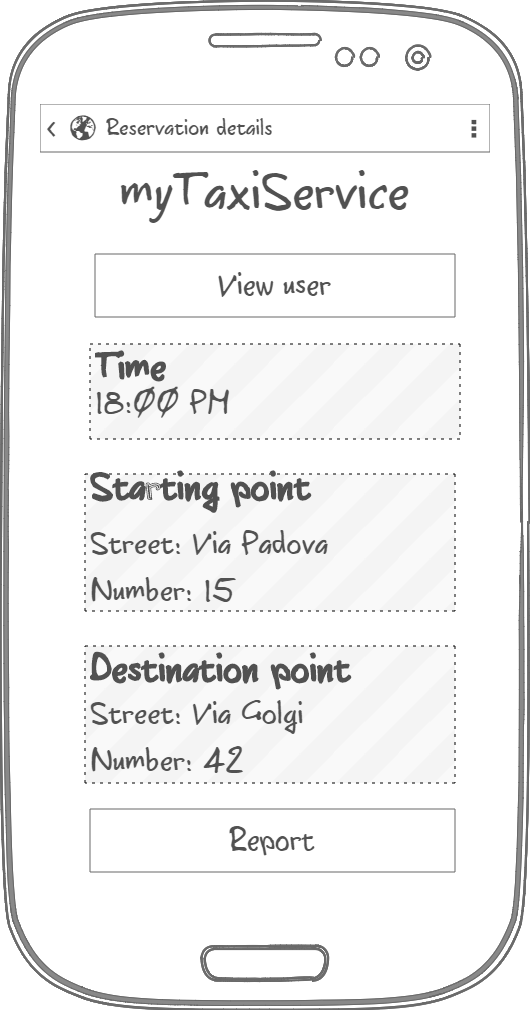 Reservation details
myTaxiService
View user
Time
18:00 PM
Starting point
Street: Via Padova
Number: 15
Destination point
Street: Via Golgi
Number: 42
Report